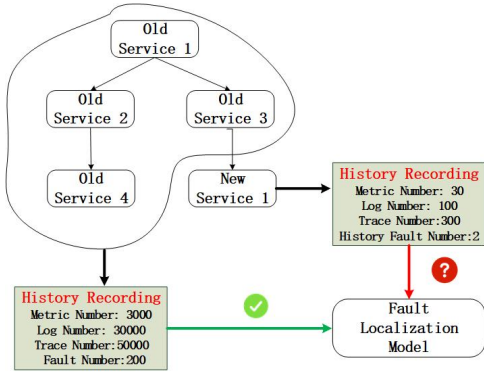 Old
Service 1
Old
Service 2
Old
Service 3
Old
Service 4
New
Service 1
History Recording
Metric Number: 30
Log Number: 100
Trace Number:300
History Fault Number:2
?
History Recording
Metric Number: 3000
Log Number: 30000
Trace Number:50000
Fault Number:200
Fault
Localization
Model